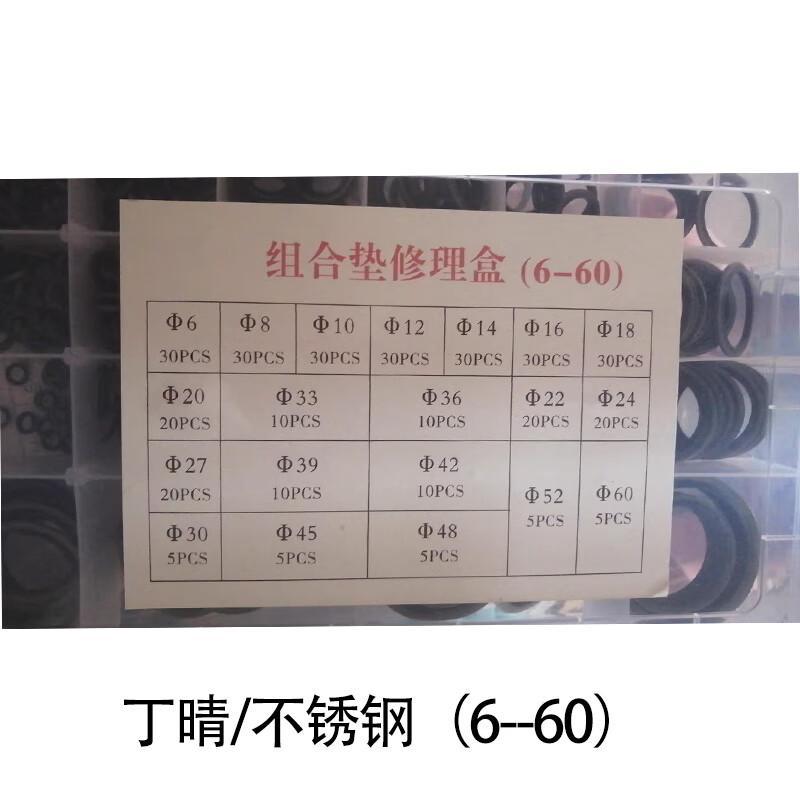 组合垫修理盒 (6-60)
Φ6 Φ8 Φ10 Φ12 Φ14 Φ16 Φ18
30PCS 30PCS 30PCS 30PCS 30PCS 30PCS 30PCS
Φ20 Φ33 Φ36 Φ22 Φ24
20PCS 10PCS 10PCS 20PCS 20PCS
Φ27 Φ39 Φ42
20PCS 10PCS 10PCS
Φ52 Φ60
5PCS 5PCS
Φ30 Φ45 Φ48
5PCS 5PCS 5PCS
丁晴/不锈钢（6--60）